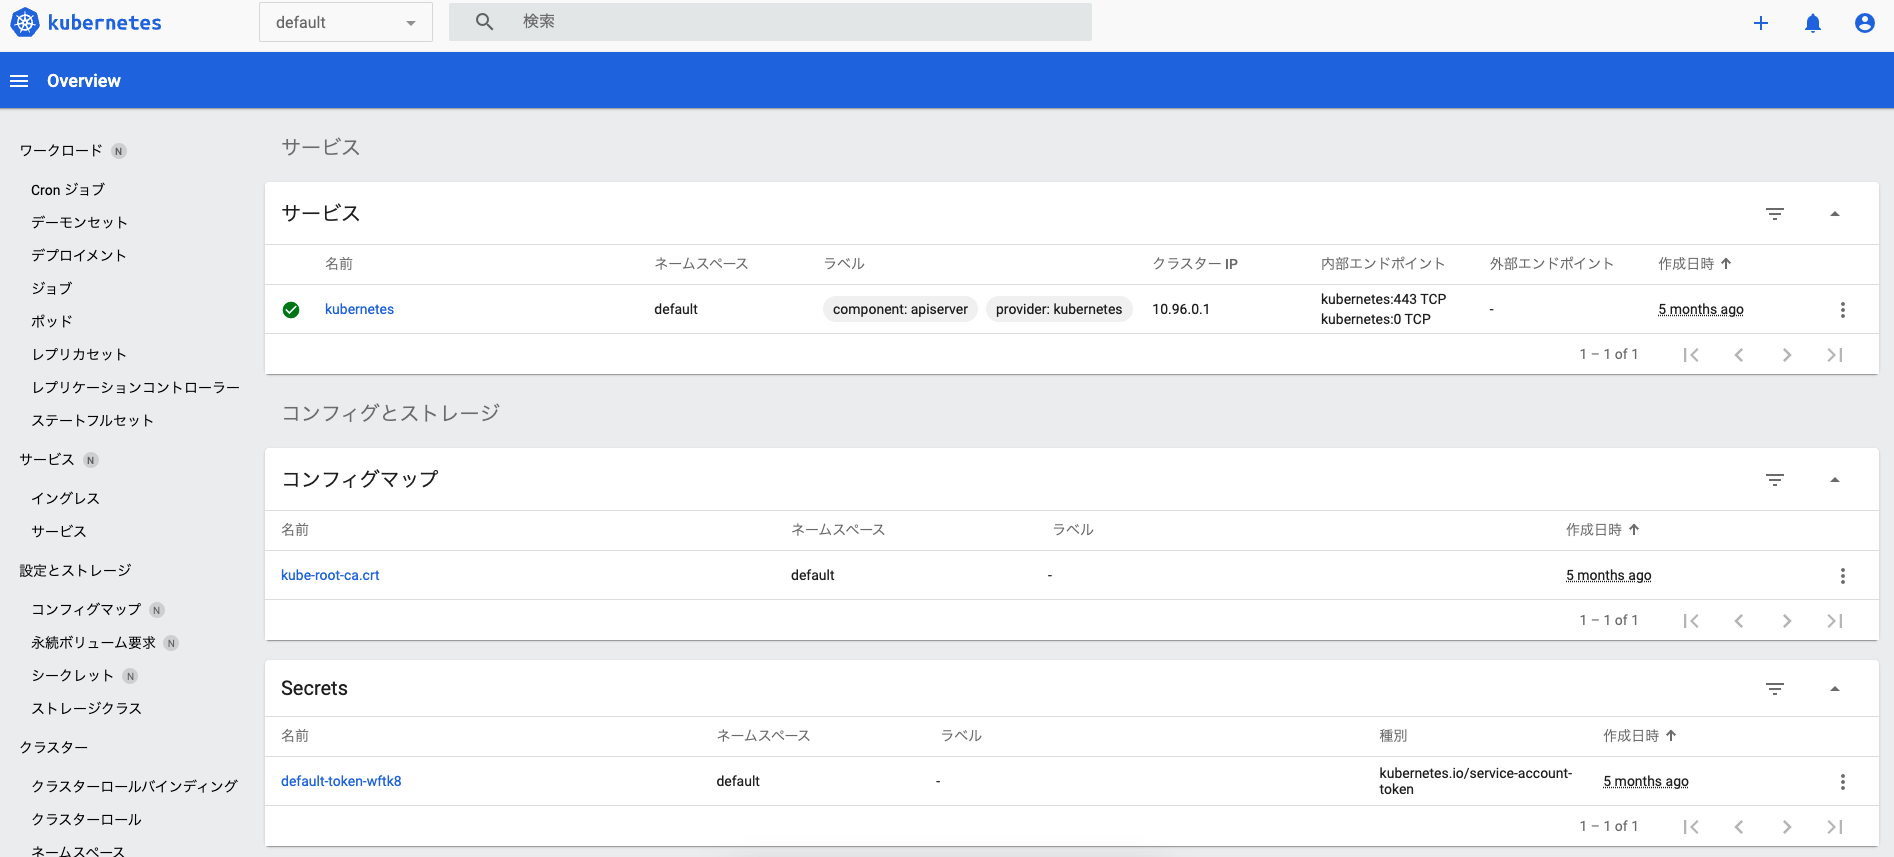 kubernetes
default
検索
Overview
ワークロード N
Cron ジョブ
デーモンセット
デプロイメント
ジョブ
ポッド
レプリカセット
レプリケーションコントローラー
ステートフルセット
サービス N
イングレス
サービス
設定とストレージ
コンフィグマップ N
永続ボリューム要求 N
シークレット N
ストレージクラス
クラスター
クラスターロールバインディング
クラスターロール
ネームスペース
サービス
サービス
名前 ネームスペース ラベル クラスター IP 内部エンドポイント 外部エンドポイント 作成日時
kubernetes default component: apiserver provider: kubernetes 10.96.0.1 kubernetes:443 TCP - 5 months ago
kubernetes:0 TCP
1 – 1 of 1
コンフィグとストレージ
コンフィグマップ
名前 ネームスペース ラベル 作成日時
kube-root-ca.crt default - 5 months ago
1 – 1 of 1
Secrets
名前 ネームスペース ラベル 種別 作成日時
default-token-wftk8 default - kubernetes.io/service-account- 5 months ago
token
1 – 1 of 1